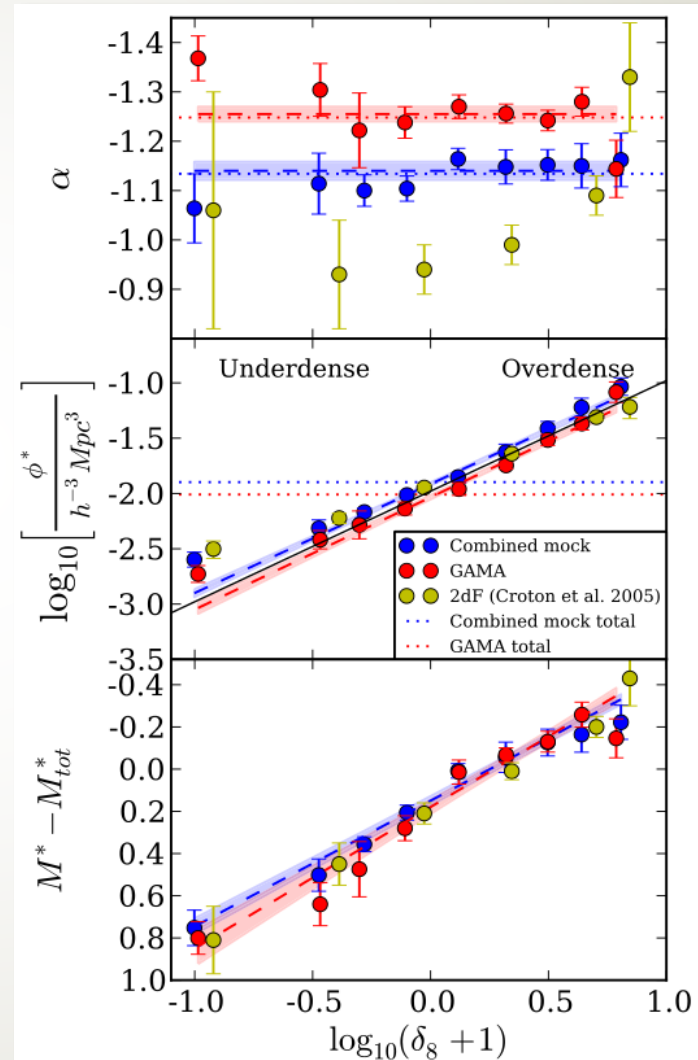 -1.4
-1.3
-1.2
-1.1
-1.0
-0.9
α
Underdense Overdense
-1.0
-1.5
-2.0
-2.5
-3.0
-3.5
log₁₀[φ* / h⁻³ Mpc³]
Combined mock
GAMA
2dF (Croton et al. 2005)
Combined mock total
GAMA total
-0.4
-0.2
0.0
0.2
0.4
0.6
0.8
1.0
M* − M*tot
-1.0 -0.5 0.0 0.5 1.0
log₁₀(δ₈ + 1)